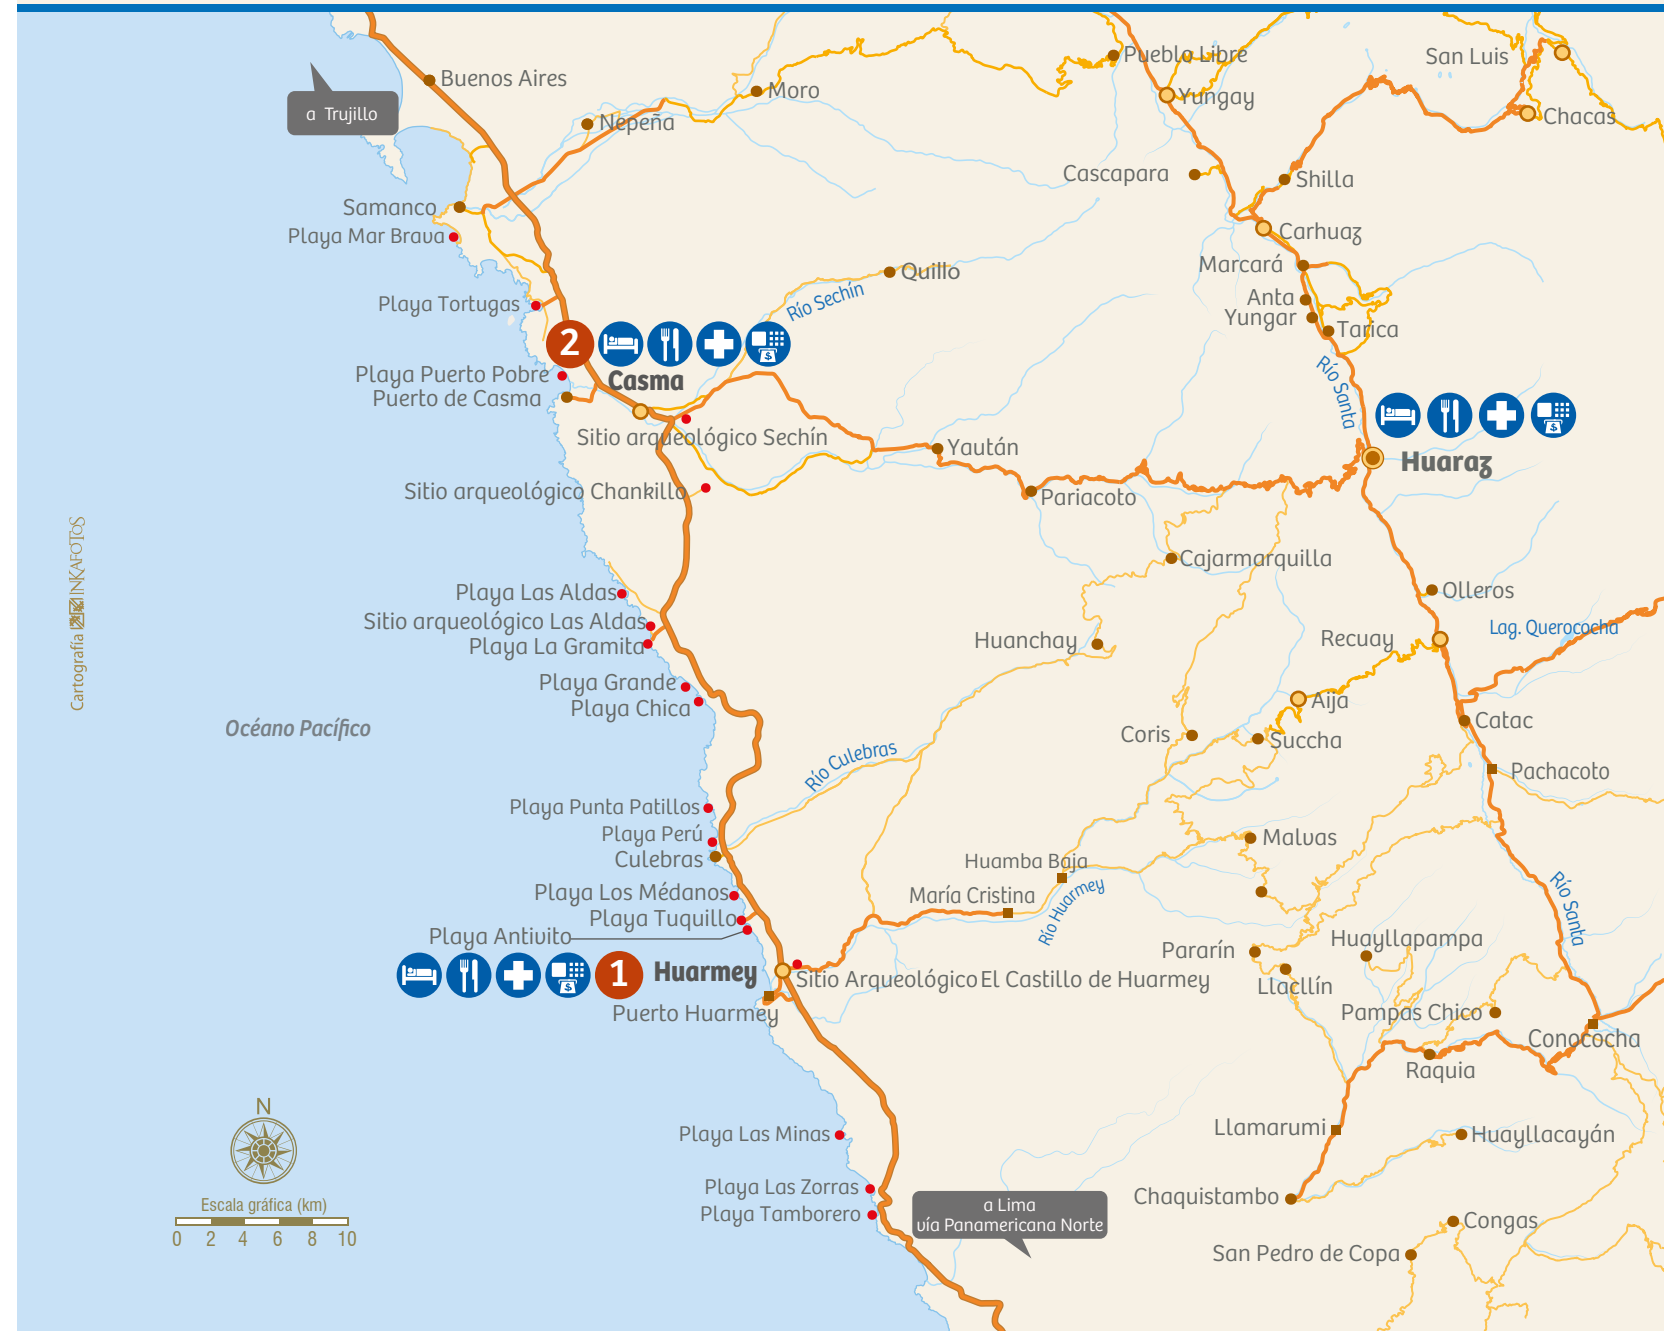 Pueblo Libre
San Luis
Buenos Aires
Moro
Yungay
a Trujillo
Chacas
Nepeña
Cascapara
Shilla
Samanco
Playa Mar Brava
Carhuaz
Marcará
Quillo
Río Sechín
Anta
Playa Tortugas
Yungar
Tarica
2
Playa Puerto Pobre
Casma
Río Santa
Puerto de Casma
Sitio arqueológico Sechín
Yaután
Huaraz
Sitio arqueológico Chankillo
Pariacoto
Cajarmarquilla
Cartografía INKAFOTOS
Playa Las Aldas
Olleros
Sitio arqueológico Las Aldas
Lag. Querococha
Playa La Gramita
Huanchay
Recuay
Playa Grande
Playa Chica
Aija
Océano Pacífico
Coris
Succha
Catac
Río Culebras
Pachacoto
Playa Punta Patillos
Playa Perú
Malvas
Culebras
Huamba Baja
Playa Los Médanos
María Cristina
Río Huarmey
Río Santa
Playa Tuquillo
Playa Antivito
Pararín
Huayllapampa
1
Huarmey
Sitio Arqueológico El Castillo de Huarmey
Llacllín
Puerto Huarmey
Pampas Chico
Conococha
Raquia
N
Playa Las Minas
Llamarumi
Huayllacayán
Escala gráfica (km)
0 2 4 6 8 10
Playa Las Zorras
Playa Tamborero
a Lima
vía Panamericana Norte
Chaquistambo
Congas
San Pedro de Copa